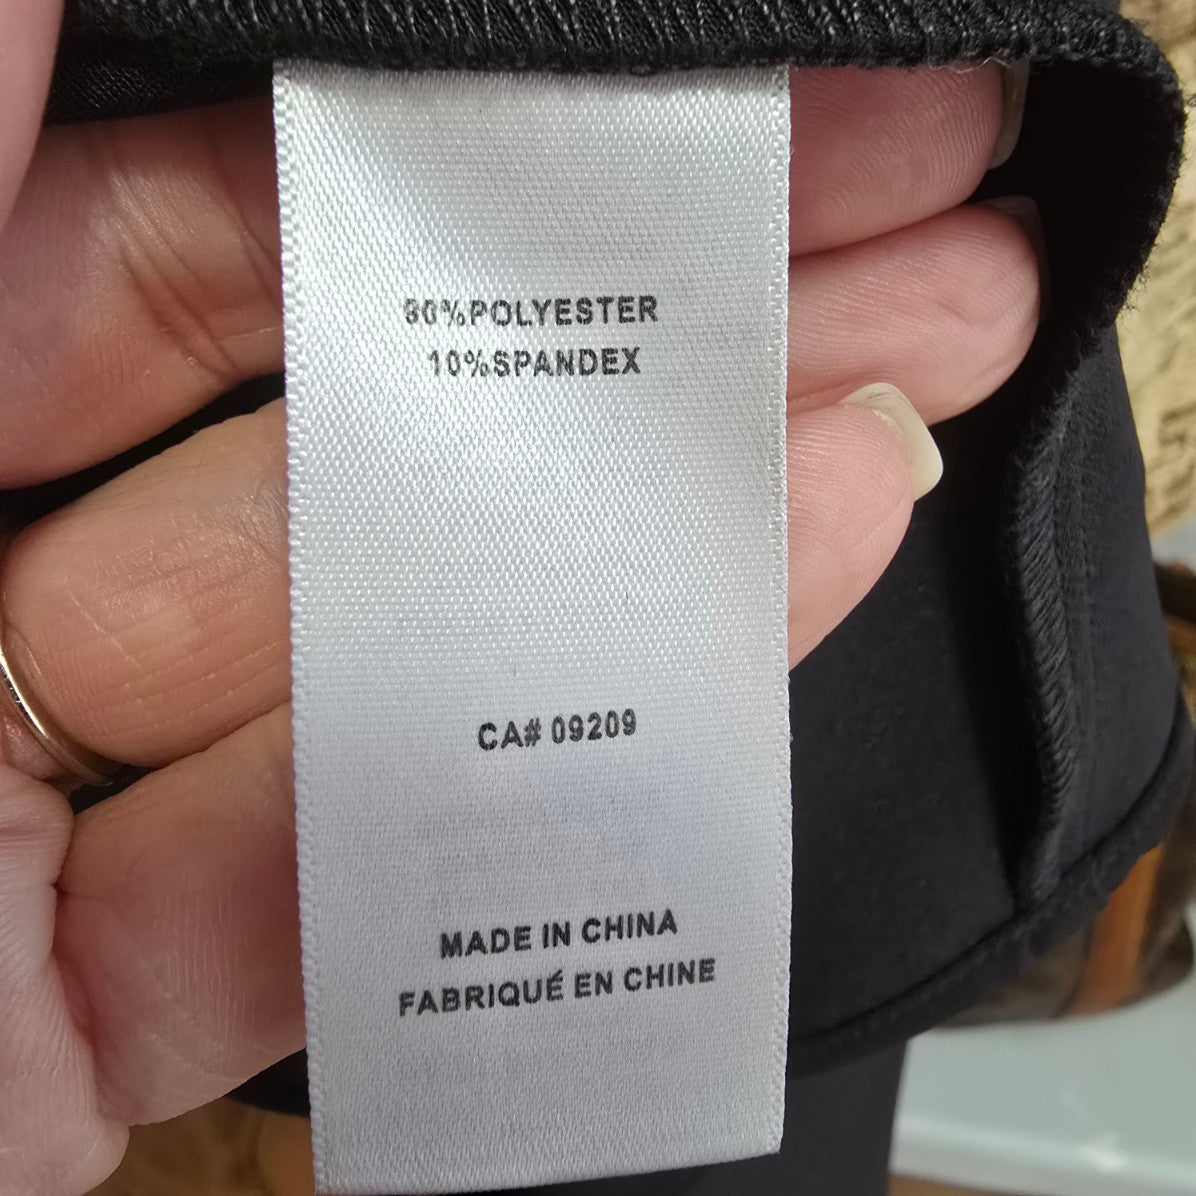 90%POLYESTER
10%SPANDEX
CA# 09209
MADE IN CHINA
FABRIQUÉ EN CHINE